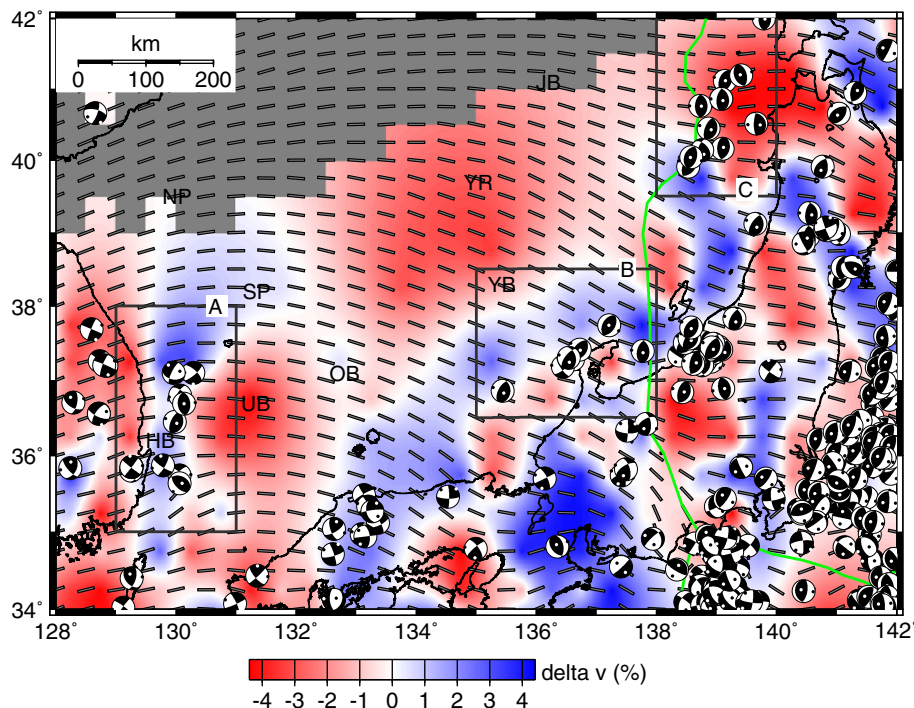 42°
km
0 100 200
JB
40°
NP
YR
C
SP
A
B
YB
38°
OB
UB
HB
36°
34°
128° 130° 132° 134° 136° 138° 140° 142°
-4 -3 -2 -1 0 1 2 3 4
delta v (%)